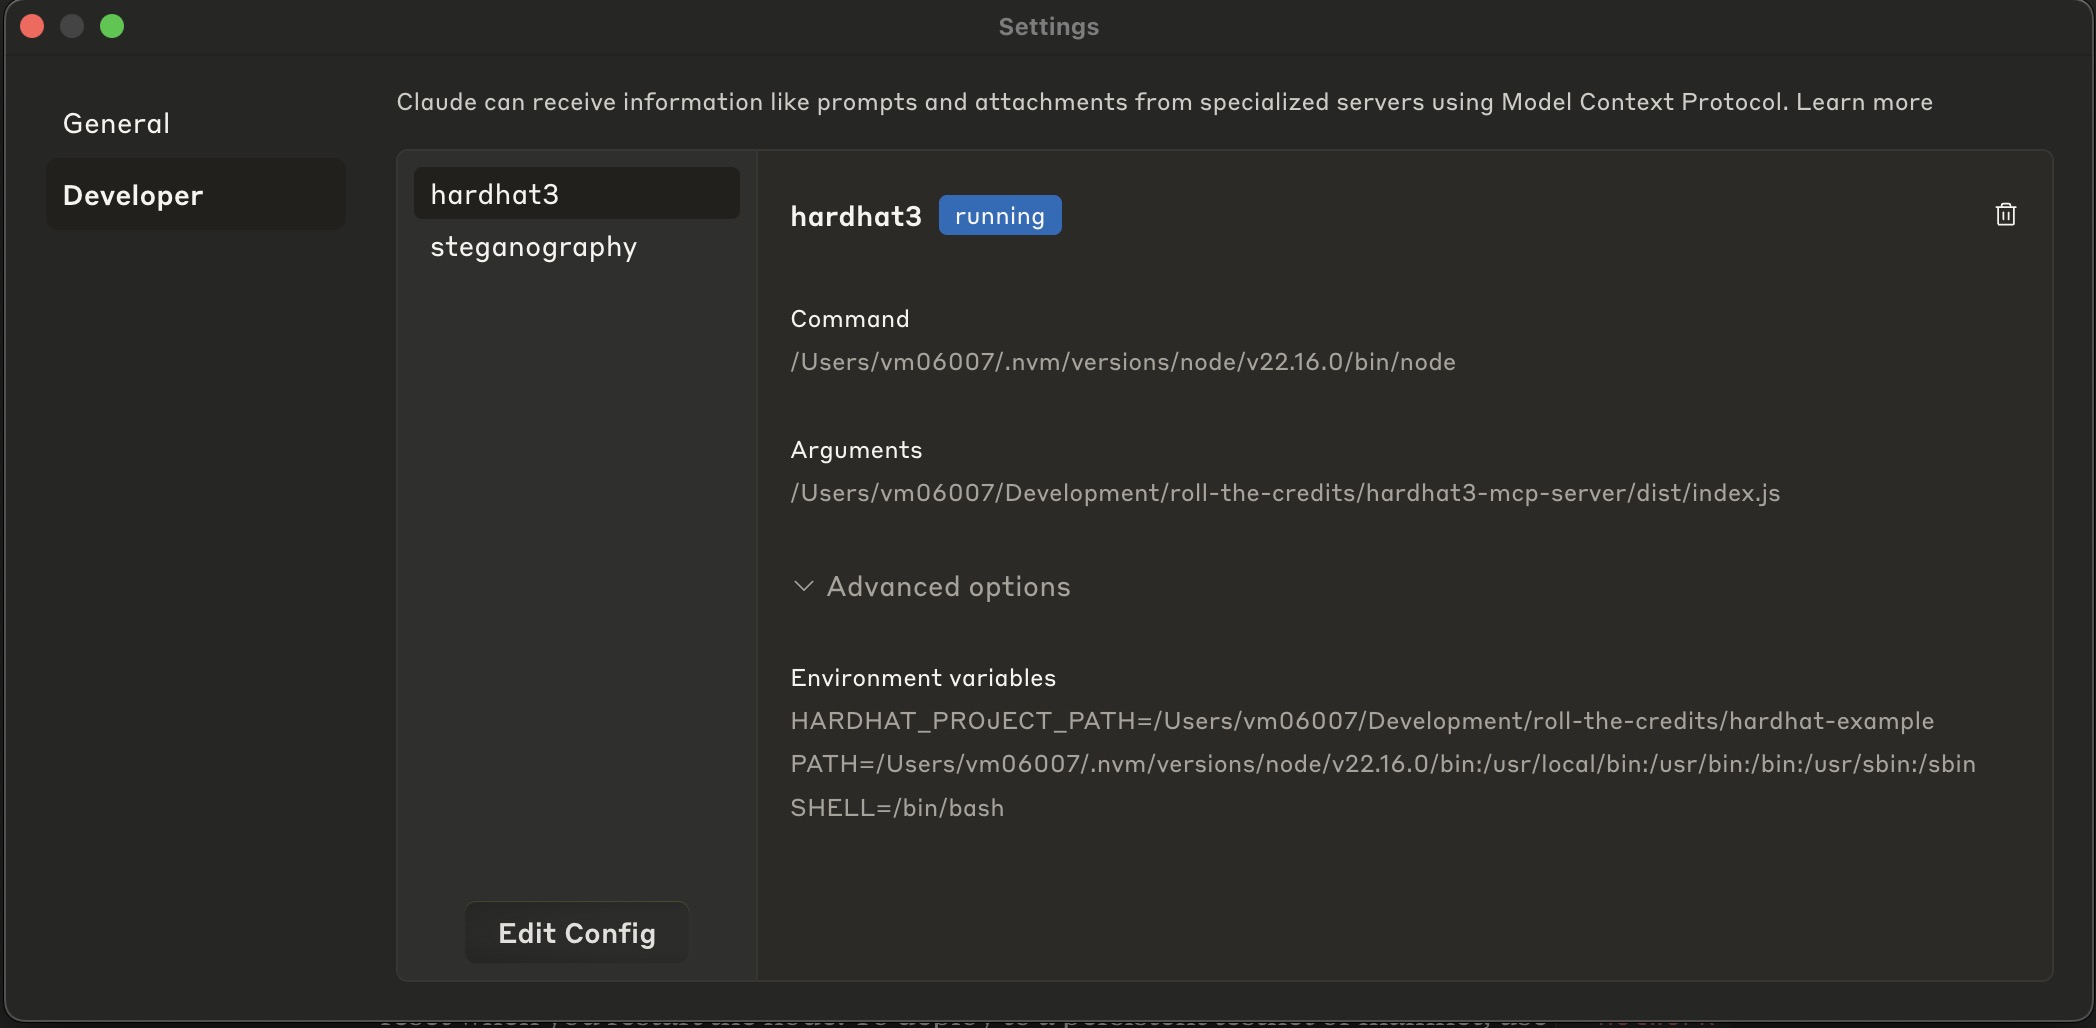 Settings
General
Developer
Claude can receive information like prompts and attachments from specialized servers using Model Context Protocol. Learn more
hardhat3
steganography
Edit Config
hardhat3 running
Command
/Users/vm06007/.nvm/versions/node/v22.16.0/bin/node
Arguments
/Users/vm06007/Development/roll-the-credits/hardhat3-mcp-server/dist/index.js
Advanced options
Environment variables
HARDHAT_PROJECT_PATH=/Users/vm06007/Development/roll-the-credits/hardhat-example
PATH=/Users/vm06007/.nvm/versions/node/v22.16.0/bin:/usr/local/bin:/usr/bin:/bin:/usr/sbin:/sbin
SHELL=/bin/bash